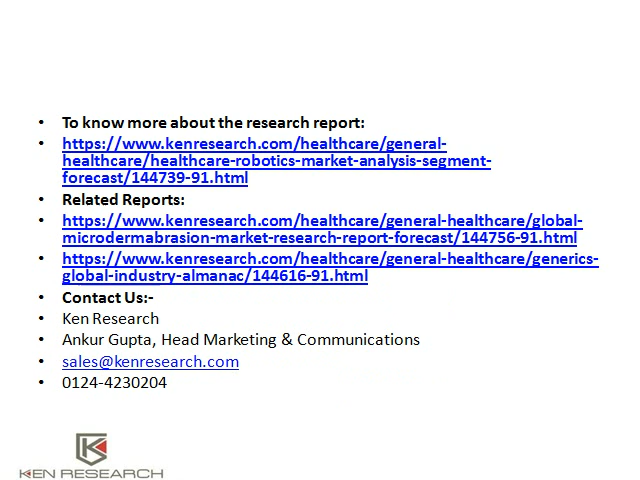 • To know more about the research report:
• https://www.kenresearch.com/healthcare/general-
healthcare/healthcare-robotics-market-analysis-segment-
forecast/144739-91.html
• Related Reports:
• https://www.kenresearch.com/healthcare/general-healthcare/global-
microdermabrasion-market-research-report-forecast/144756-91.html
• https://www.kenresearch.com/healthcare/general-healthcare/generics-
global-industry-almanac/144616-91.html
• Contact Us:-
• Ken Research
• Ankur Gupta, Head Marketing & Communications
• sales@kenresearch.com
• 0124-4230204
KEN RESEARCH